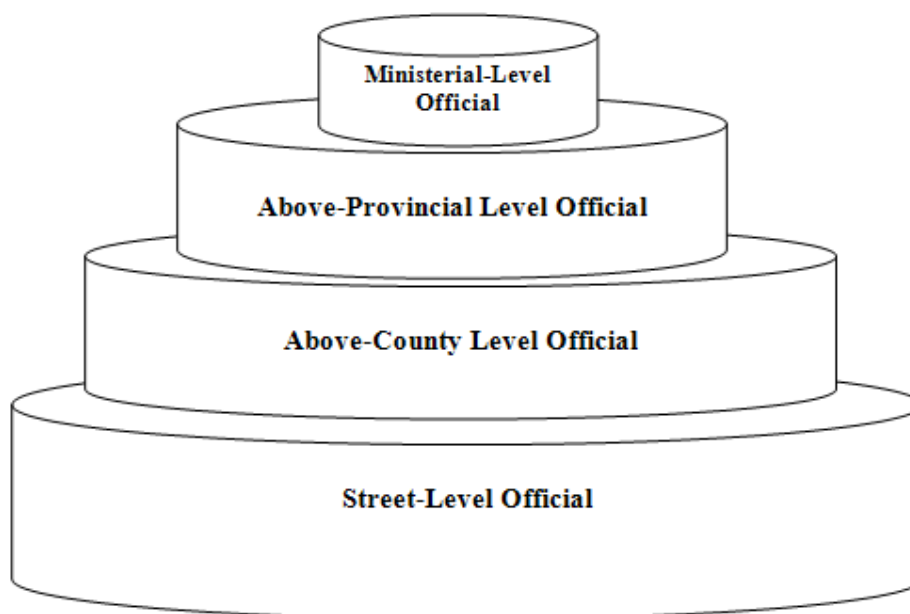 Ministerial-Level
Official
Above-Provincial Level Official
Above-County Level Official
Street-Level Official